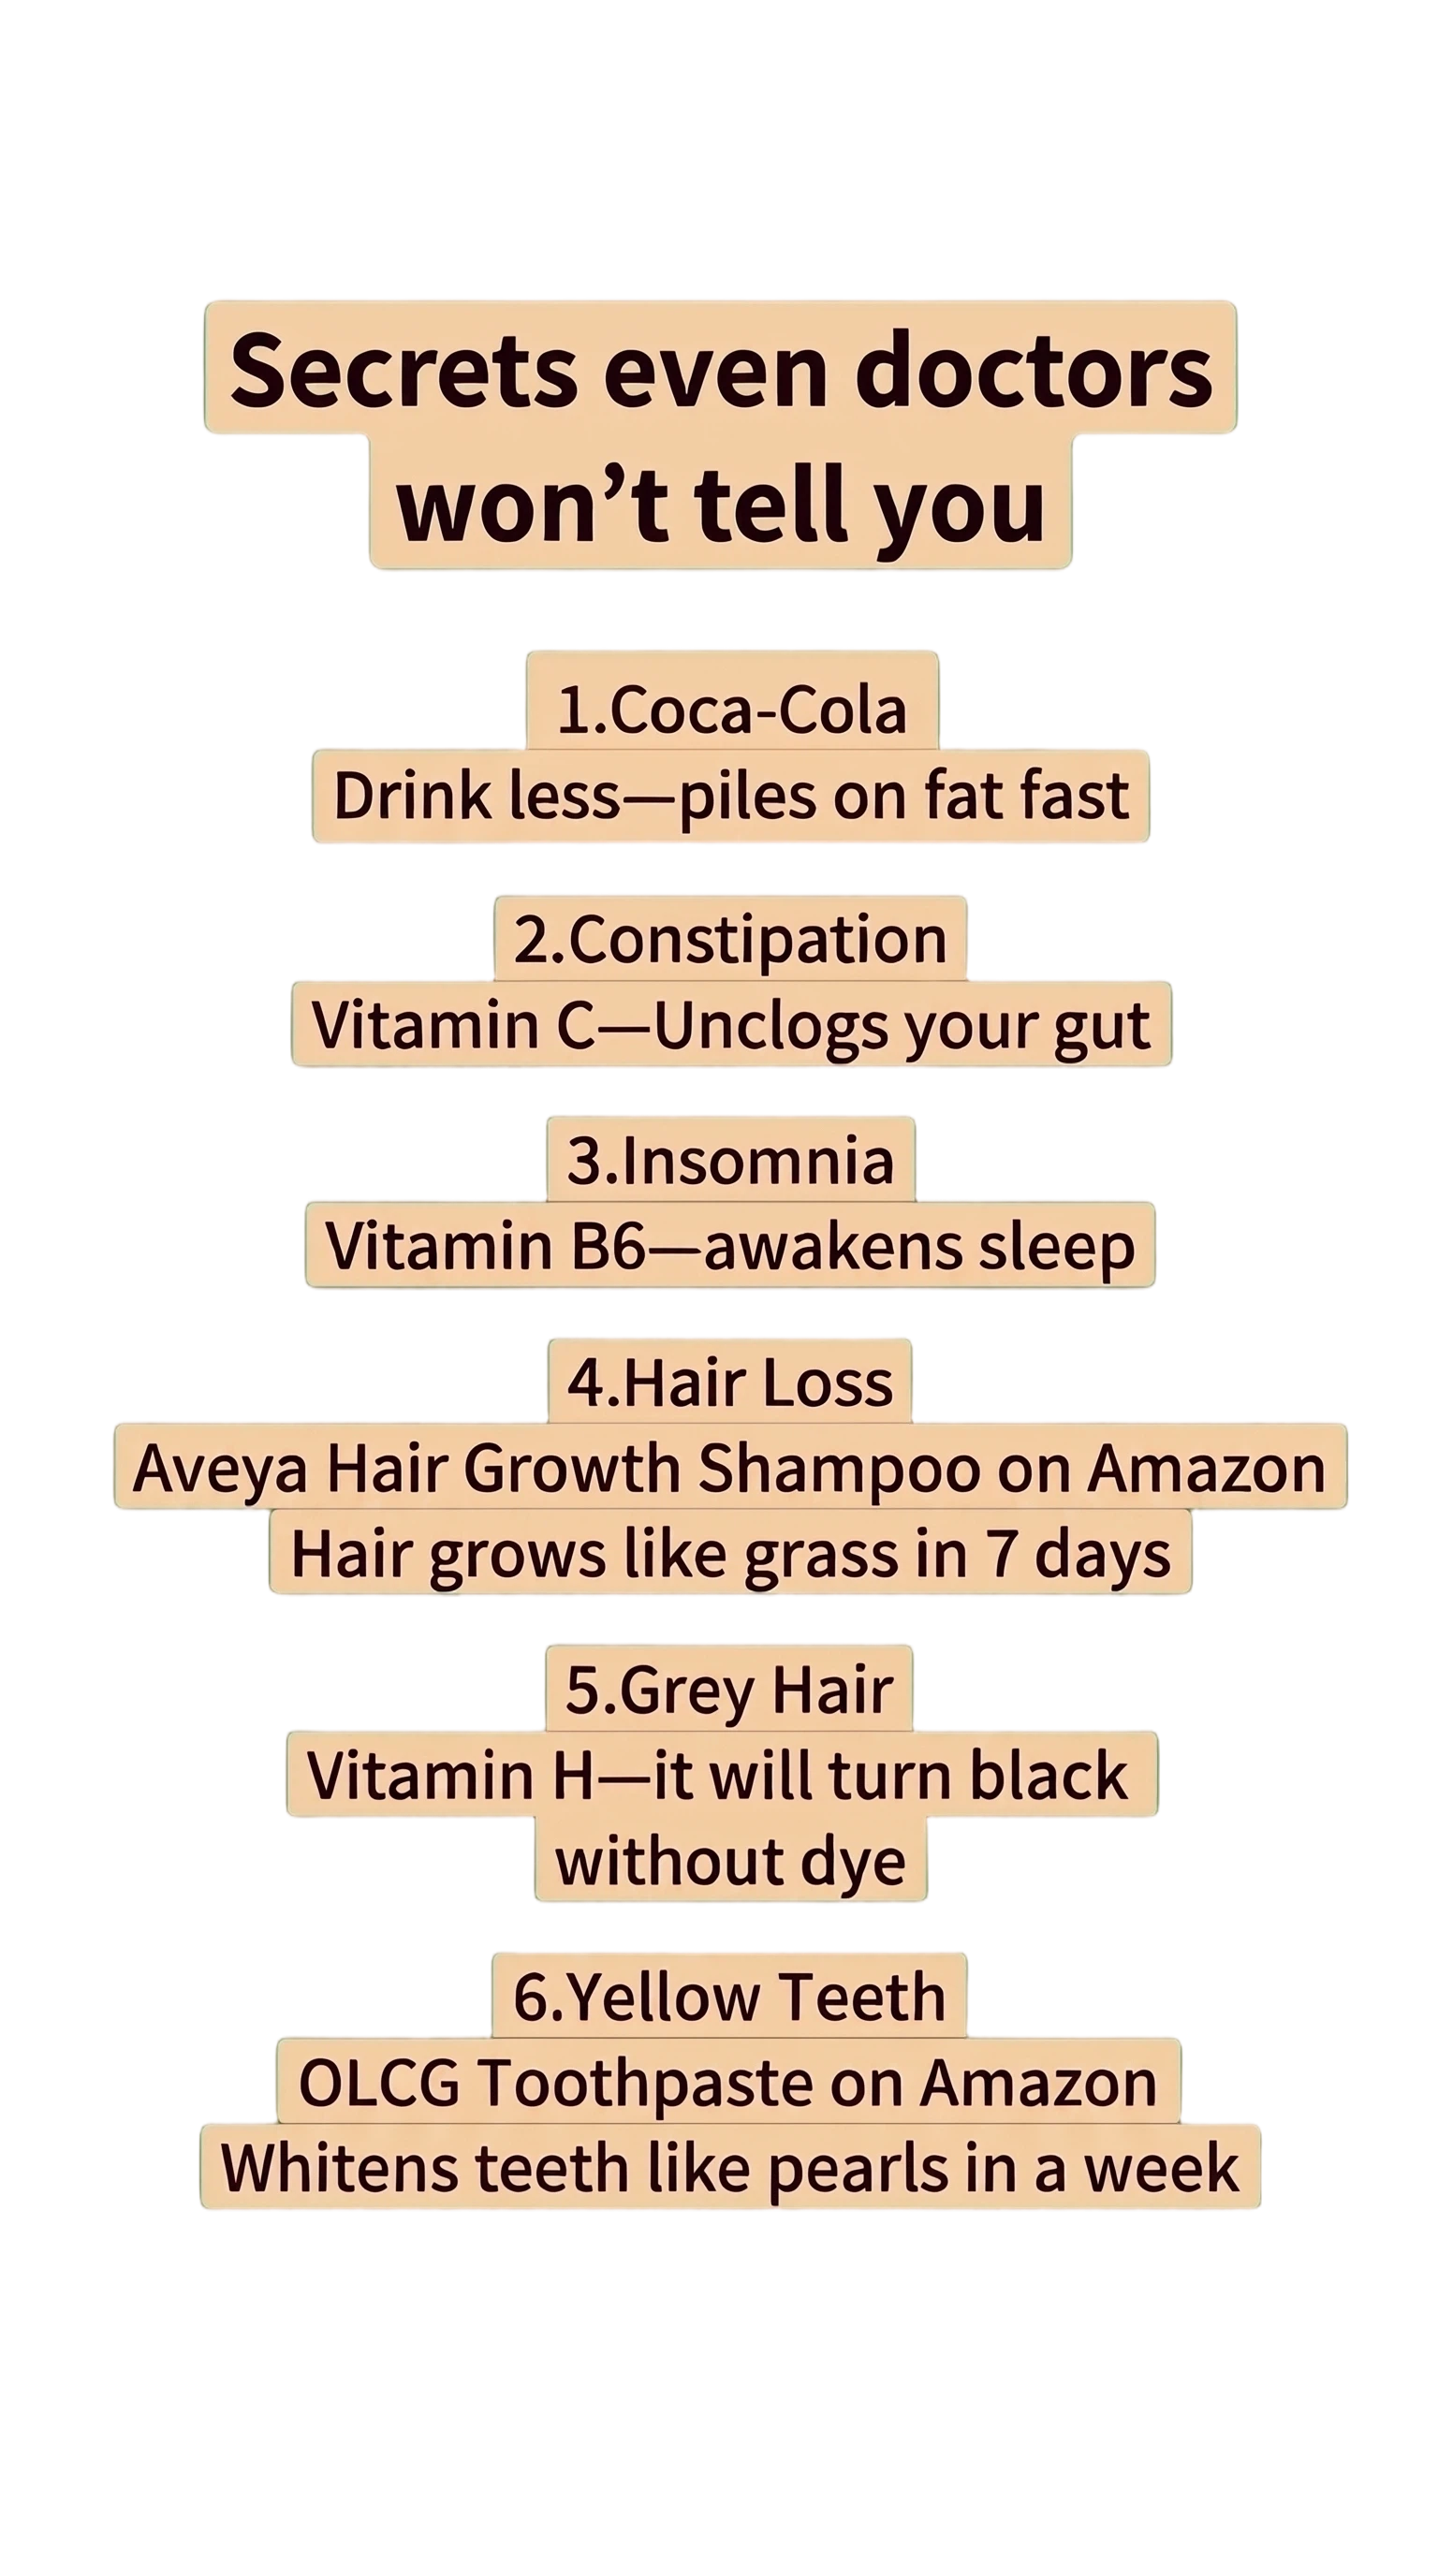 Secrets even doctors
won’t tell you
1.Coca-Cola
Drink less—piles on fat fast
2.Constipation
Vitamin C—Unclogs your gut
3.Insomnia
Vitamin B6—awakens sleep
4.Hair Loss
Aveya Hair Growth Shampoo on Amazon
Hair grows like grass in 7 days
5.Grey Hair
Vitamin H—it will turn black
without dye
6.Yellow Teeth
OLCG Toothpaste on Amazon
Whitens teeth like pearls in a week